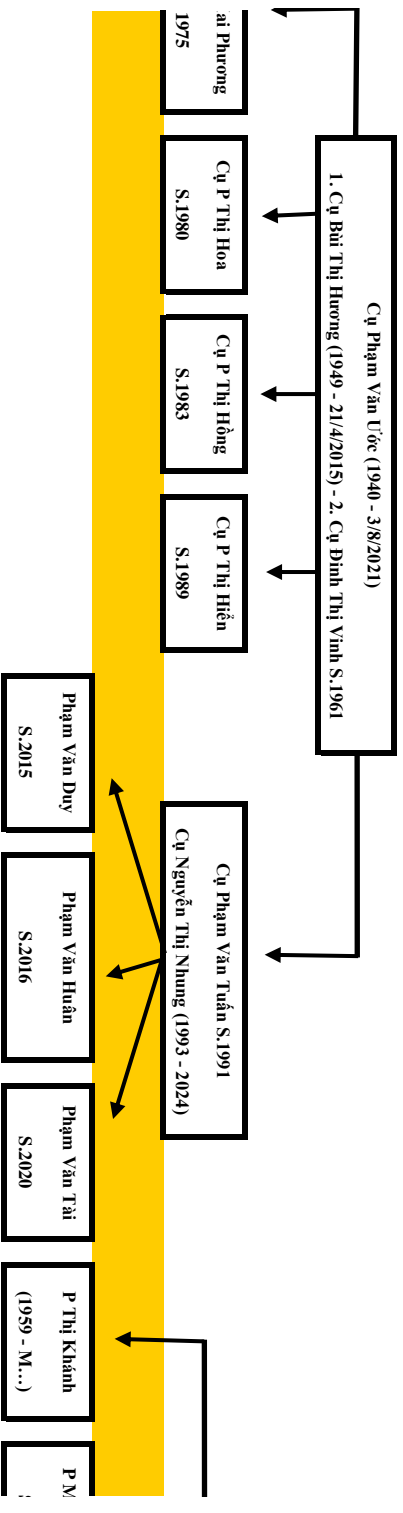 Cụ Phạm Văn Ước (1940 - 3/8/2021)
1. Cụ Bùi Thị Hương (1949 - 21/4/2015) - 2. Cụ Đinh Thị Vinh S.1961
ai Phương
1975
Cụ P Thị Hoa
S.1980
Cụ P Thị Hồng
S.1983
Cụ P Thị Hiển
S.1989
Cụ Phạm Văn Tuấn S.1991
Cụ Nguyễn Thị Nhung (1993 - 2024)
Phạm Văn Duy
S.2015
Phạm Văn Huân
S.2016
Phạm Văn Tài
S.2020
P Thị Khánh
(1959 - M…)
P M